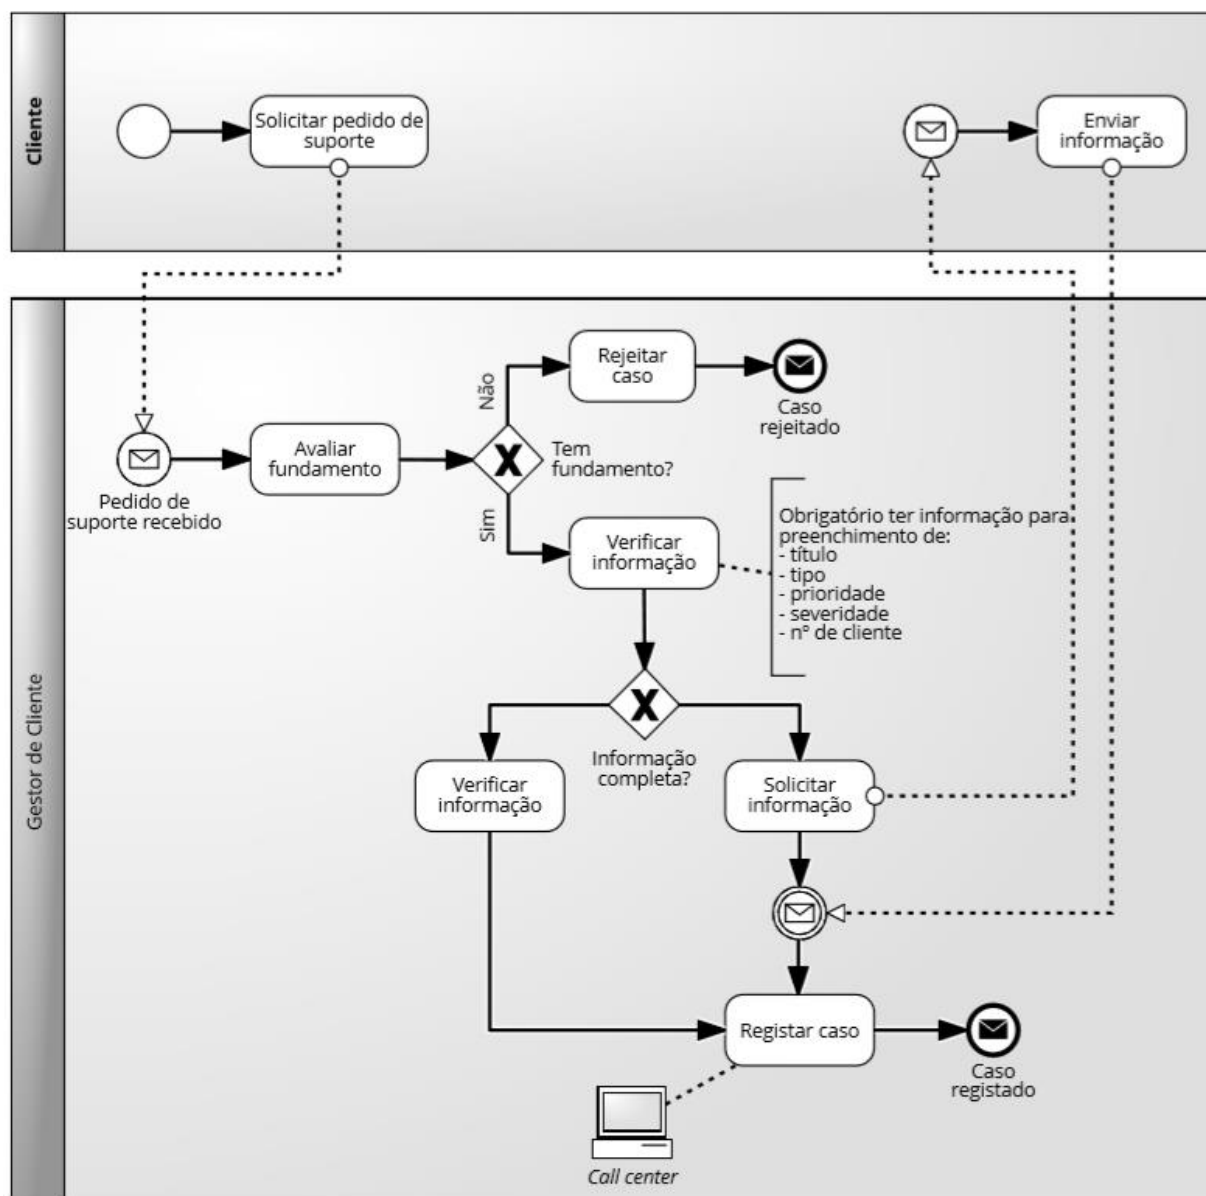 Cliente
Solicitar pedido de
suporte
Enviar
informação
Gestor de Cliente
Rejeitar
caso
Caso
rejeitado
Não
Avaliar
fundamento
Tem
fundamento?
Pedido de
suporte recebido
Sim
Verificar
informação
Obrigatório ter informação para
preenchimento de:
- título
- tipo
- prioridade
- severidade
- nº de cliente
Informação
completa?
Verificar
informação
Solicitar
informação
Registar caso
Caso
registado
Call center